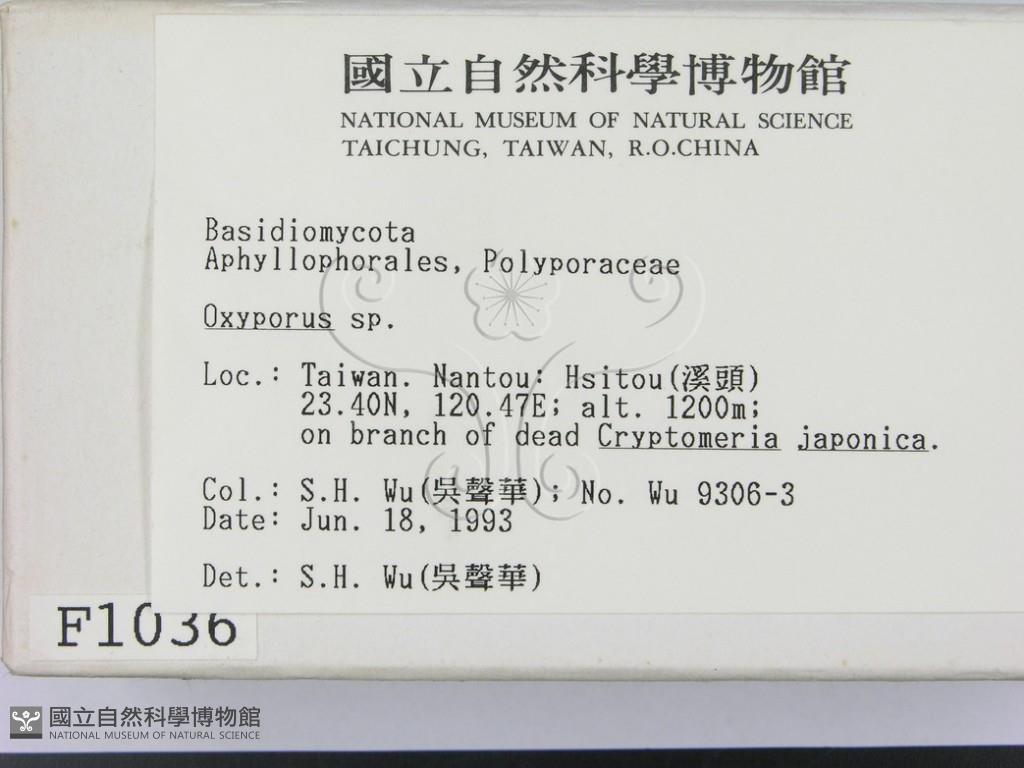 國立自然科學博物館
NATIONAL MUSEUM OF NATURAL SCIENCE
TAICHUNG, TAIWAN, R.O.CHINA
Basidiomycota
Aphyllophorales, Polyporaceae
Oxyporus sp.
Loc.: Taiwan. Nantou: Hsitou(溪頭)
23.40N, 120.47E; alt. 1200m;
on branch of dead Cryptomeria japonica.
Col.: S.H. Wu(吳聲華); No. Wu 9306-3
Date: Jun. 18, 1993
Det.: S.H. Wu(吳聲華)
F1036
國立自然科學博物館
NATIONAL MUSEUM OF NATURAL SCIENCE